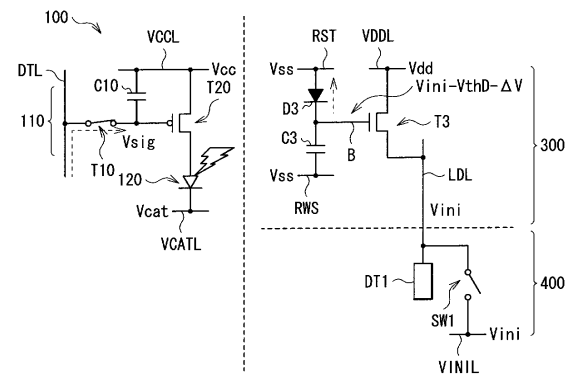 100
VCCL
Vcc
DTL
C10
T20
110
Vsig
T10
120
Vcat
VCATL
RST
VDDL
Vss
Vdd
Vini-VthD-ΔV
D3
T3
C3
B
300
Vss
LDL
RWS
Vini
DT1
SW1
400
Vini
VINIL